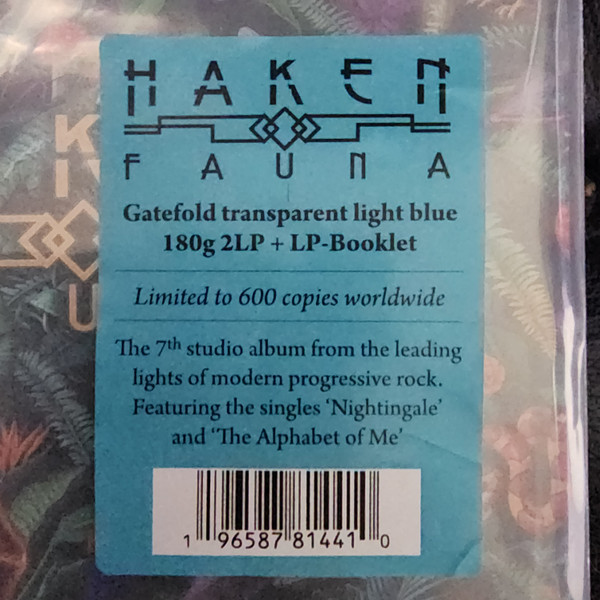 HAKEN
FAUNA
Gatefold transparent light blue
180g 2LP + LP-Booklet
Limited to 600 copies worldwide
The 7th studio album from the leading
lights of modern progressive rock.
Featuring the singles ‘Nightingale’
and ‘The Alphabet of Me’
1 96587 81441 0
K
U